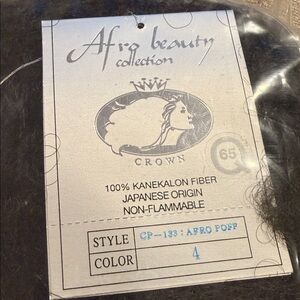 Afro beauty
collection
CROWN
65
100% KANEKALON FIBER
JAPANESE ORIGIN
NON-FLAMMABLE
STYLE CP-133 : AFRO POFF
COLOR 4